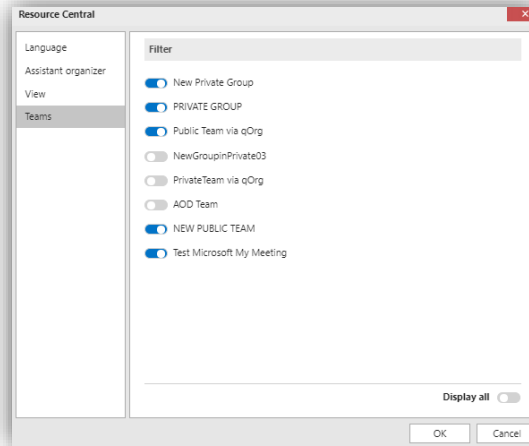 Resource Central
Language
Assistant organizer
View
Teams
Filter
New Private Group
PRIVATE GROUP
Public Team via qOrg
NewGroupinPrivate03
PrivateTeam via qOrg
AOD Team
NEW PUBLIC TEAM
Test Microsoft My Meeting
Display all
OK
Cancel